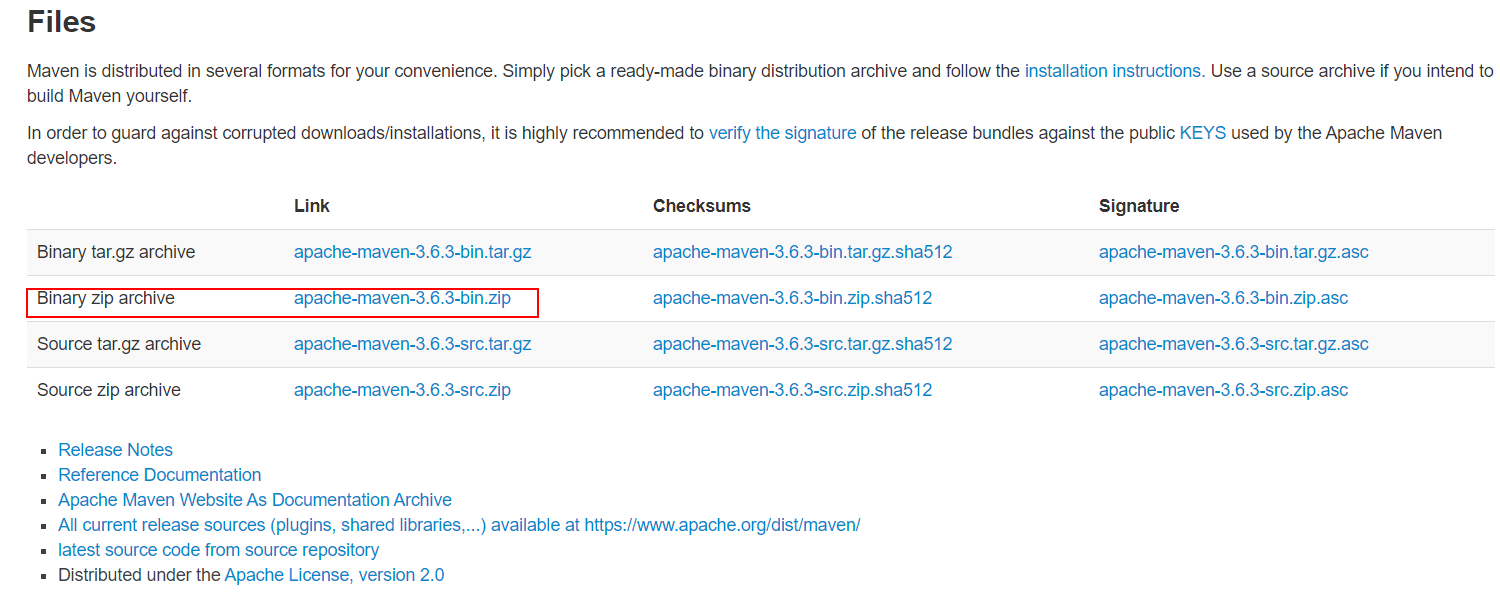 Files
Maven is distributed in several formats for your convenience. Simply pick a ready-made binary distribution archive and follow the installation instructions. Use a source archive if you intend to
build Maven yourself.
In order to guard against corrupted downloads/installations, it is highly recommended to verify the signature of the release bundles against the public KEYS used by the Apache Maven
developers.
Link Checksums Signature
Binary tar.gz archive apache-maven-3.6.3-bin.tar.gz apache-maven-3.6.3-bin.tar.gz.sha512 apache-maven-3.6.3-bin.tar.gz.asc
Binary zip archive apache-maven-3.6.3-bin.zip apache-maven-3.6.3-bin.zip.sha512 apache-maven-3.6.3-bin.zip.asc
Source tar.gz archive apache-maven-3.6.3-src.tar.gz apache-maven-3.6.3-src.tar.gz.sha512 apache-maven-3.6.3-src.tar.gz.asc
Source zip archive apache-maven-3.6.3-src.zip apache-maven-3.6.3-src.zip.sha512 apache-maven-3.6.3-src.zip.asc
Release Notes
Reference Documentation
Apache Maven Website As Documentation Archive
All current release sources (plugins, shared libraries,...) available at https://www.apache.org/dist/maven/
latest source code from source repository
Distributed under the Apache License, version 2.0